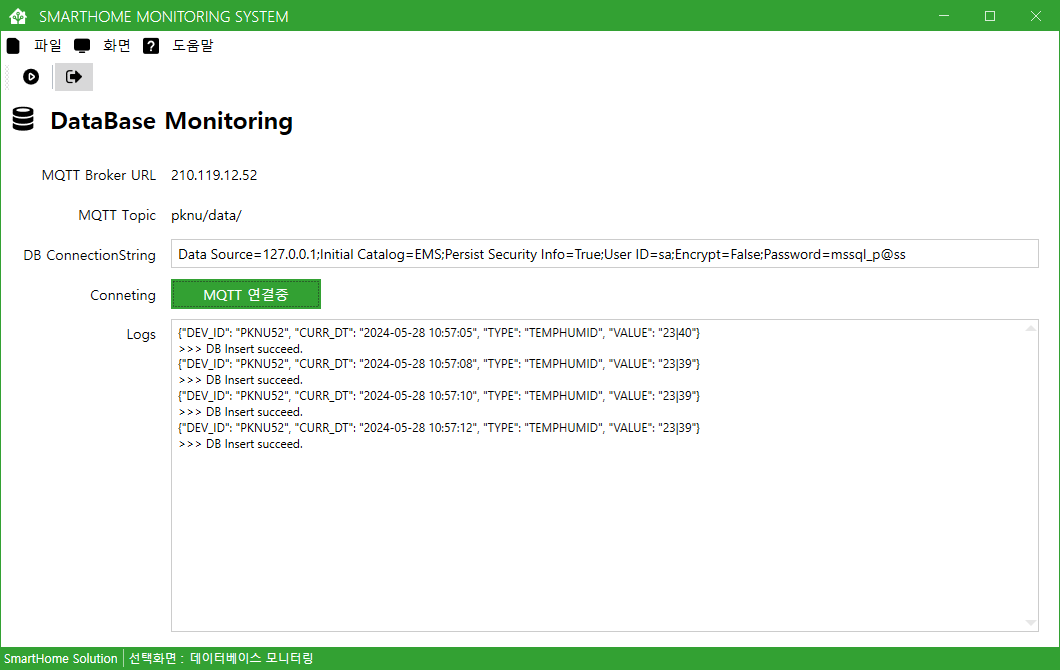 SMARTHOME MONITORING SYSTEM
파일 화면 ? 도움말
DataBase Monitoring
MQTT Broker URL 210.119.12.52
MQTT Topic pknu/data/
DB ConnectionString Data Source=127.0.0.1;Initial Catalog=EMS;Persist Security Info=True;User ID=sa;Encrypt=False;Password=mssql_p@ss
Conneting MQTT 연결중
Logs {"DEV_ID": "PKNU52", "CURR_DT": "2024-05-28 10:57:05", "TYPE": "TEMPHUMID", "VALUE": "23|40"}
>>> DB Insert succeed.
{"DEV_ID": "PKNU52", "CURR_DT": "2024-05-28 10:57:08", "TYPE": "TEMPHUMID", "VALUE": "23|39"}
>>> DB Insert succeed.
{"DEV_ID": "PKNU52", "CURR_DT": "2024-05-28 10:57:10", "TYPE": "TEMPHUMID", "VALUE": "23|39"}
>>> DB Insert succeed.
{"DEV_ID": "PKNU52", "CURR_DT": "2024-05-28 10:57:12", "TYPE": "TEMPHUMID", "VALUE": "23|39"}
>>> DB Insert succeed.
SmartHome Solution 선택화면 : 데이터베이스 모니터링